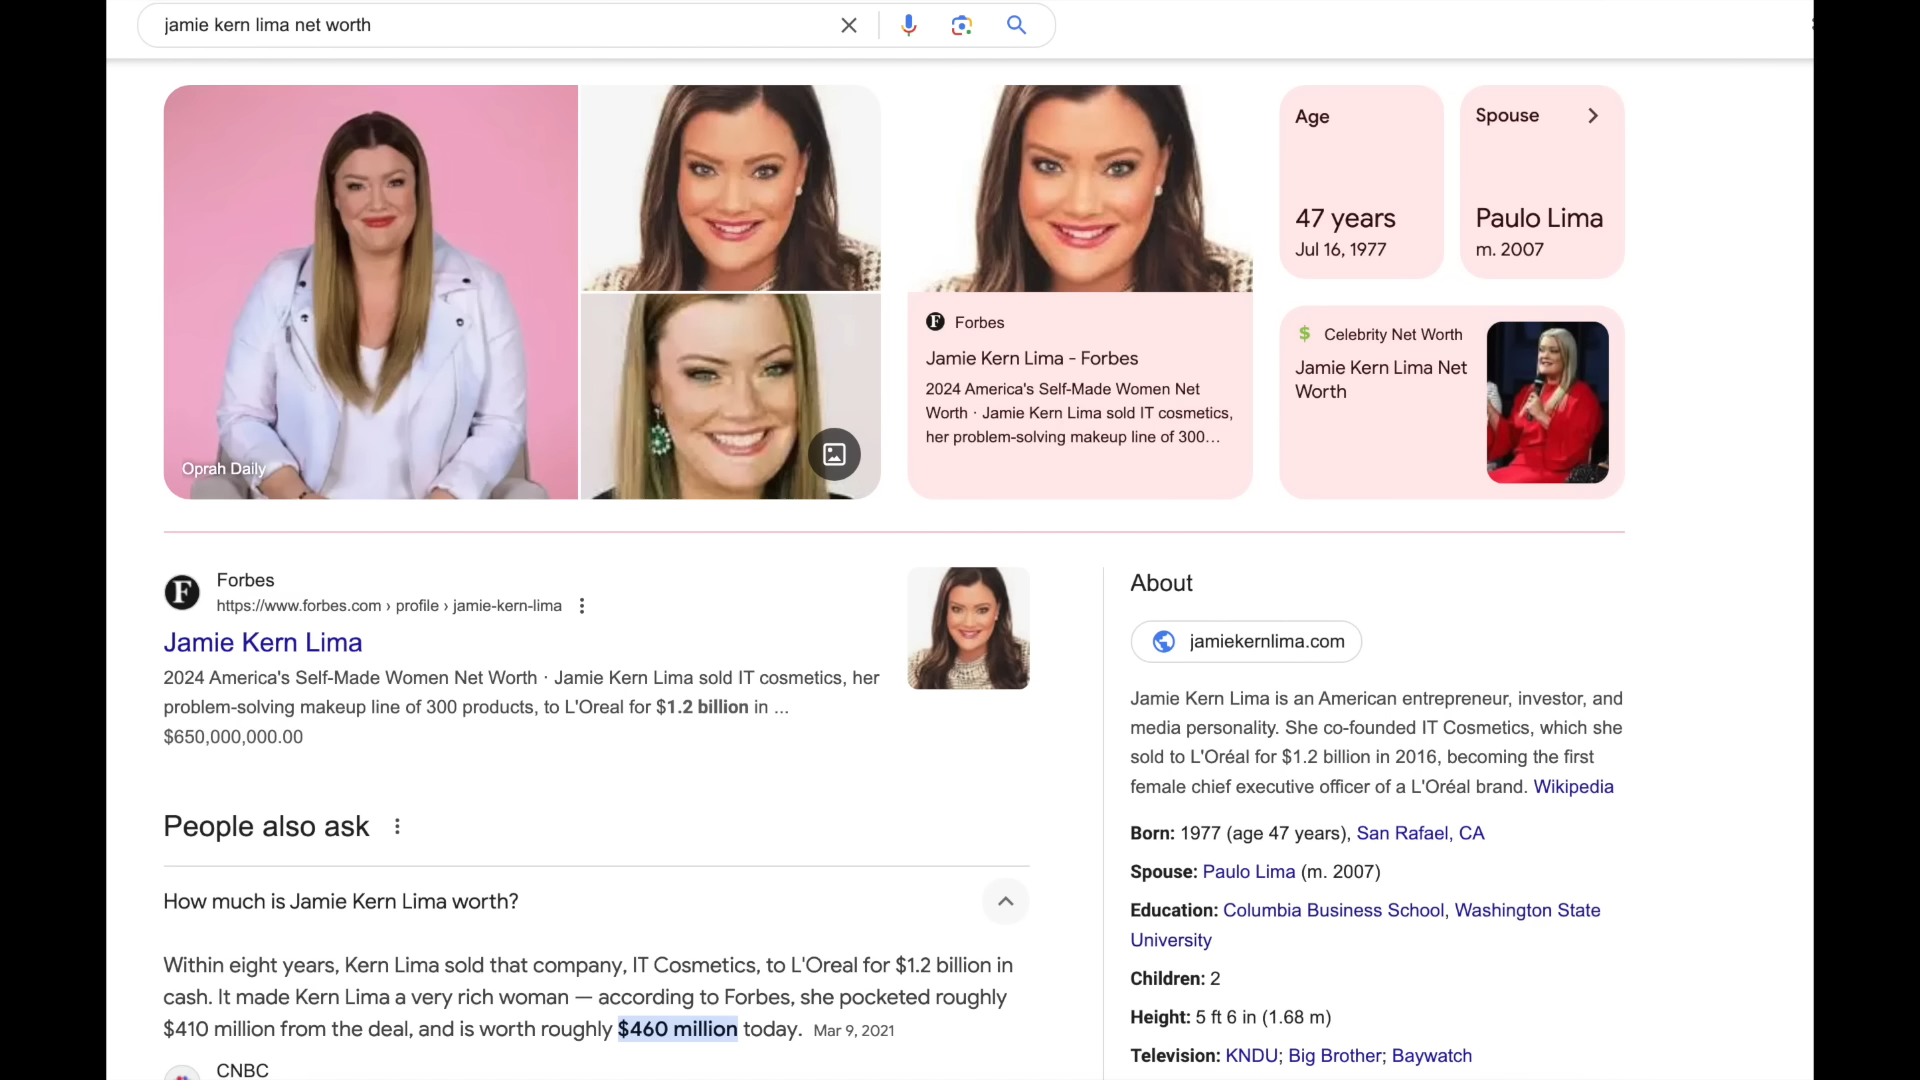 jamie kern lima net worth
Oprah Daily
Forbes
Jamie Kern Lima - Forbes
2024 America's Self-Made Women Net
Worth · Jamie Kern Lima sold IT cosmetics,
her problem-solving makeup line of 300...
Age
47 years
Jul 16, 1977
Spouse
Paulo Lima
m. 2007
$ Celebrity Net Worth
Jamie Kern Lima Net
Worth
F
Forbes
https://www.forbes.com › profile › jamie-kern-lima
Jamie Kern Lima
2024 America's Self-Made Women Net Worth · Jamie Kern Lima sold IT cosmetics, her
problem-solving makeup line of 300 products, to L'Oreal for $1.2 billion in ...
$650,000,000.00
People also ask
How much is Jamie Kern Lima worth?
Within eight years, Kern Lima sold that company, IT Cosmetics, to L'Oreal for $1.2 billion in
cash. It made Kern Lima a very rich woman — according to Forbes, she pocketed roughly
$410 million from the deal, and is worth roughly $460 million today. Mar 9, 2021
CNBC
About
jamiekernlima.com
Jamie Kern Lima is an American entrepreneur, investor, and
media personality. She co-founded IT Cosmetics, which she
sold to L'Oréal for $1.2 billion in 2016, becoming the first
female chief executive officer of a L'Oréal brand. Wikipedia
Born: 1977 (age 47 years), San Rafael, CA
Spouse: Paulo Lima (m. 2007)
Education: Columbia Business School, Washington State
University
Children: 2
Height: 5 ft 6 in (1.68 m)
Television: KNDU; Big Brother; Baywatch